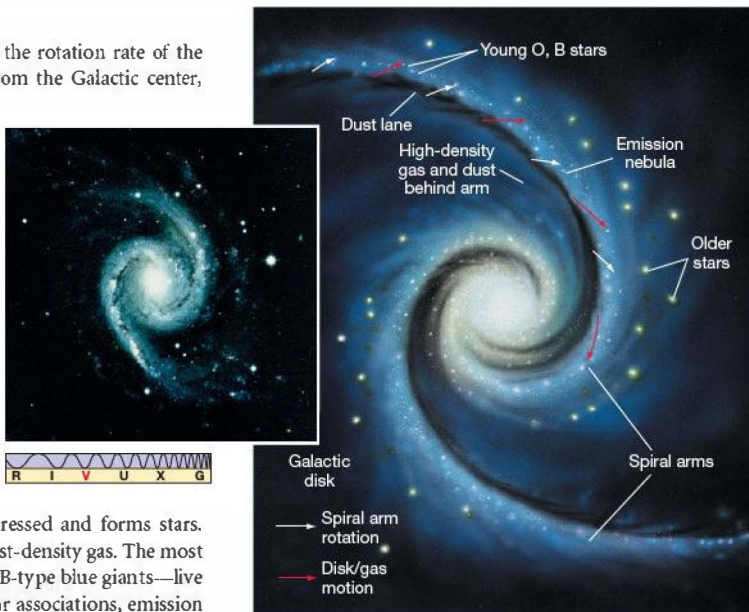 the rotation rate of the
om the Galactic center,
Young O, B stars
Dust lane
High-density
gas and dust
behind arm
Emission
nebula
Older
stars
Galactic
disk
Spiral arms
Spiral arm
rotation
Disk/gas
motion
R I V U X G
ressed and forms stars.
st-density gas. The most
B-type blue giants—live
ar associations, emission